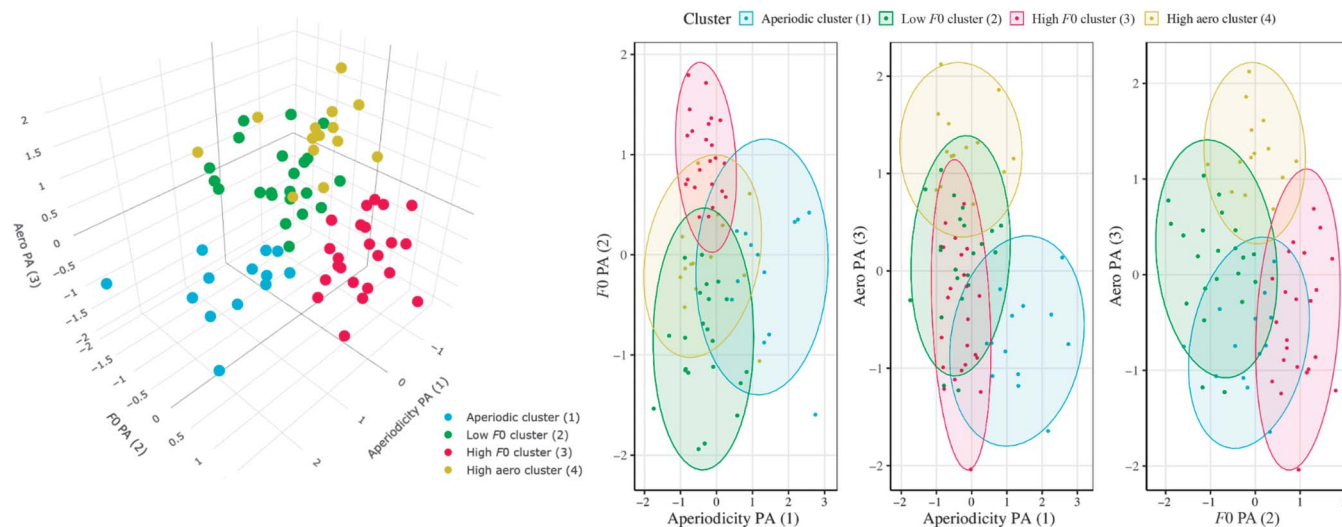 2
1.5
1
0.5
0
−0.5
−1
−1.5
−2
Aero PA (3)
−2
−1.5
−1
−0.5
0
0.5
1
F0 PA (2)
−1
0
1
2
Aperiodicity PA (1)
Aperiodic cluster (1)
Low F0 cluster (2)
High F0 cluster (3)
High aero cluster (4)
Cluster Aperiodic cluster (1) Low F0 cluster (2) High F0 cluster (3) High aero cluster (4)
2
1
0
−1
−2
F0 PA (2)
−2 −1 0 1 2 3
Aperiodicity PA (1)
2
1
0
−1
−2
Aero PA (3)
−2 −1 0 1 2 3
Aperiodicity PA (1)
2
1
0
−1
−2
Aero PA (3)
−2 −1 0 1
F0 PA (2)